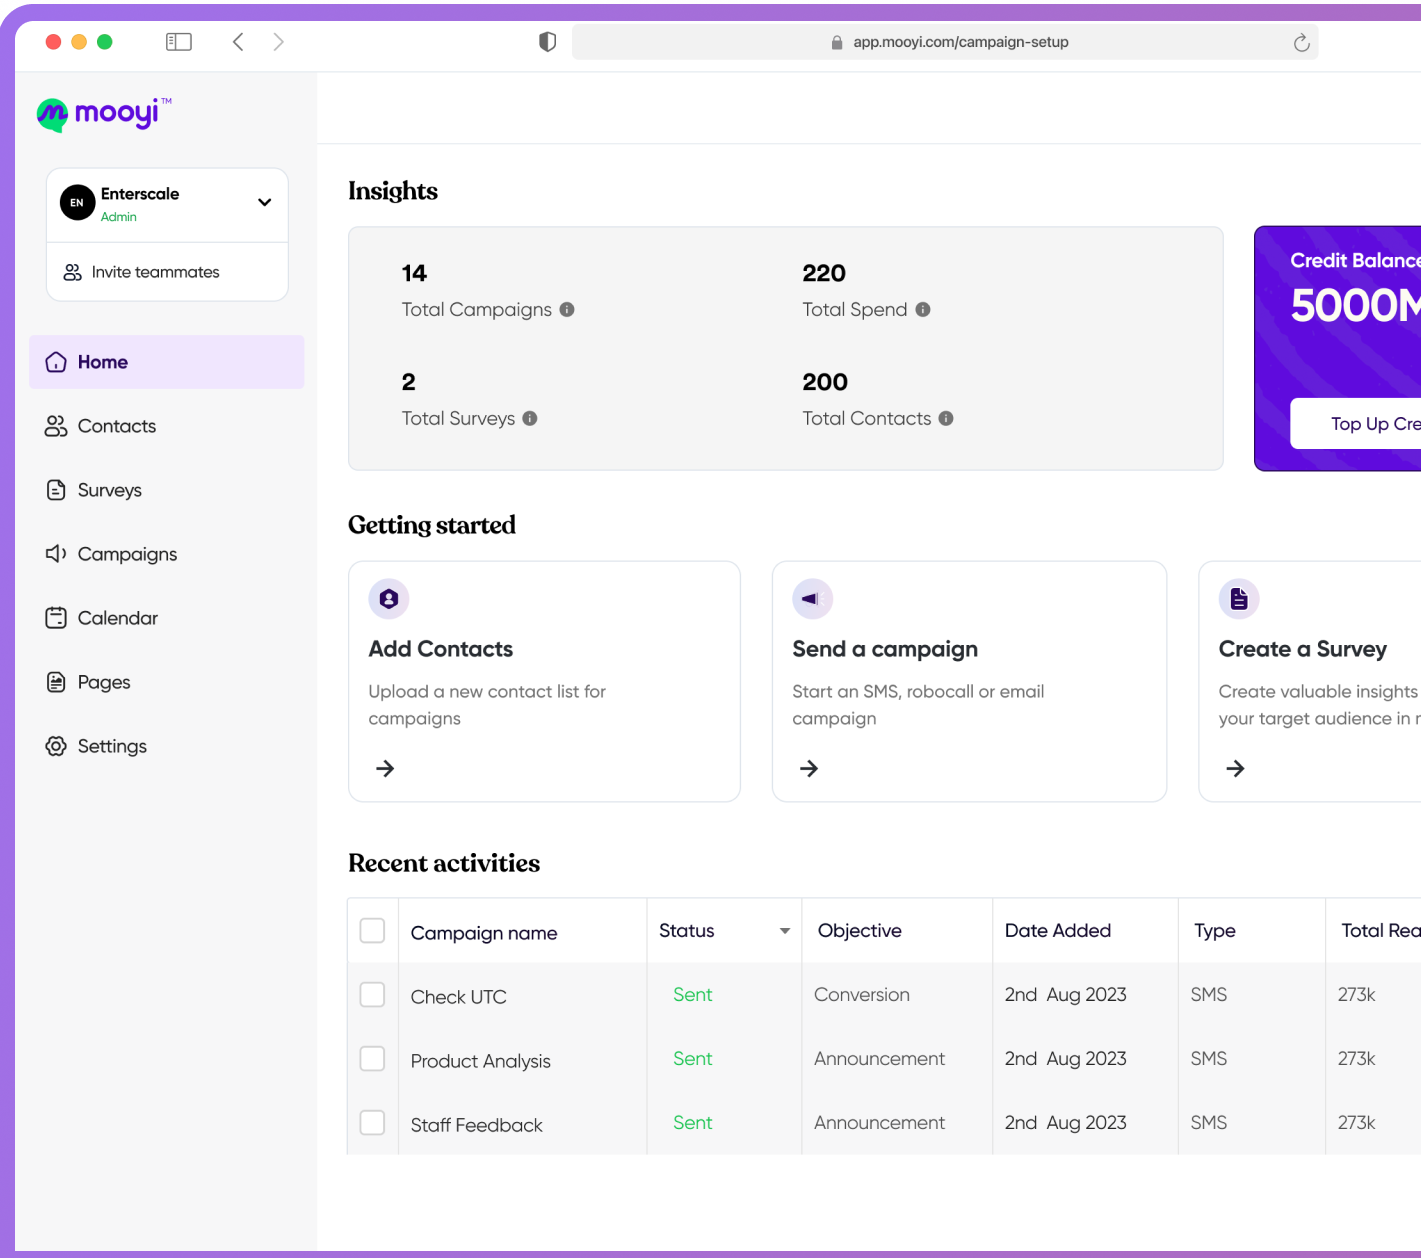 app.mooyi.com/campaign-setup
mooyi™
EN
Enterscale
Admin
Invite teammates
Home
Contacts
Surveys
Campaigns
Calendar
Pages
Settings
Insights
14
Total Campaigns
220
Total Spend
2
Total Surveys
200
Total Contacts
Credit Balance
5000M
Top Up Cre
Getting started
Add Contacts
Upload a new contact list for
campaigns
Send a campaign
Start an SMS, robocall or email
campaign
Create a Survey
Create valuable insights
your target audience in
Recent activities
Campaign name Status Objective Date Added Type Total Rea
Check UTC Sent Conversion 2nd Aug 2023 SMS 273k
Product Analysis Sent Announcement 2nd Aug 2023 SMS 273k
Staff Feedback Sent Announcement 2nd Aug 2023 SMS 273k